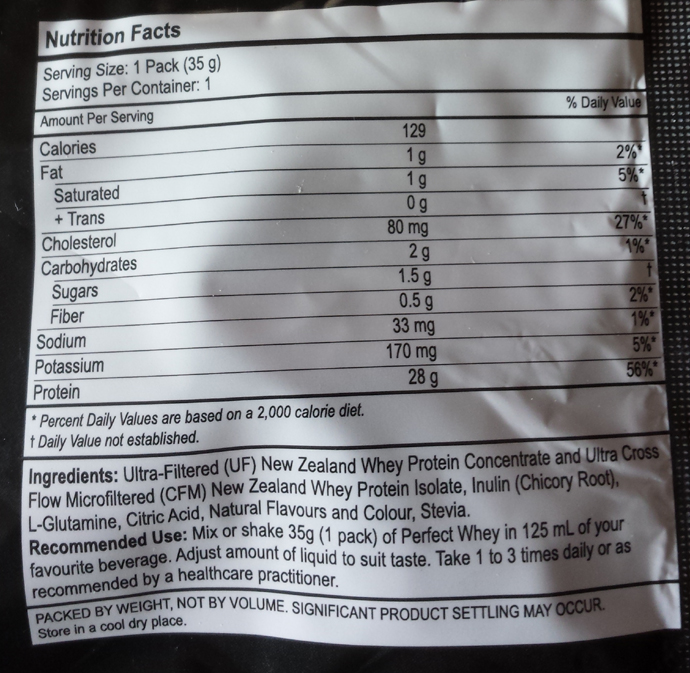 Nutrition Facts
Serving Size: 1 Pack (35 g)
Servings Per Container: 1
Amount Per Serving % Daily Value
Calories 129
Fat 1 g 2%*
Saturated 1 g 5%*
+ Trans 0 g †
Cholesterol 80 mg 27%*
Carbohydrates 2 g 1%*
Sugars 1.5 g †
Fiber 0.5 g 2%*
Sodium 33 mg 1%*
Potassium 170 mg 5%*
Protein 28 g 56%*
* Percent Daily Values are based on a 2,000 calorie diet.
† Daily Value not established.
Ingredients: Ultra-Filtered (UF) New Zealand Whey Protein Concentrate and Ultra Cross
Flow Microfiltered (CFM) New Zealand Whey Protein Isolate, Inulin (Chicory Root),
L-Glutamine, Citric Acid, Natural Flavours and Colour, Stevia.
Recommended Use: Mix or shake 35g (1 pack) of Perfect Whey in 125 mL of your
favourite beverage. Adjust amount of liquid to suit taste. Take 1 to 3 times daily or as
recommended by a healthcare practitioner.
PACKED BY WEIGHT, NOT BY VOLUME. SIGNIFICANT PRODUCT SETTLING MAY OCCUR.
Store in a cool dry place.